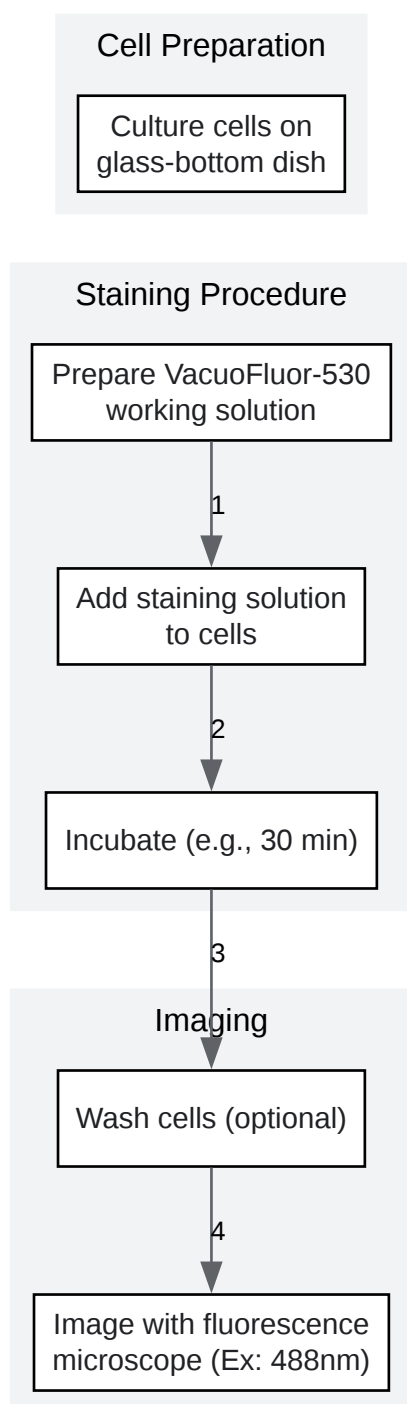 Cell Preparation
Culture cells on
glass-bottom dish
Staining Procedure
Prepare VacuoFluor-530
working solution
1
Add staining solution
to cells
2
Incubate (e.g., 30 min)
3
Imaging
Wash cells (optional)
4
Image with fluorescence
microscope (Ex: 488nm)